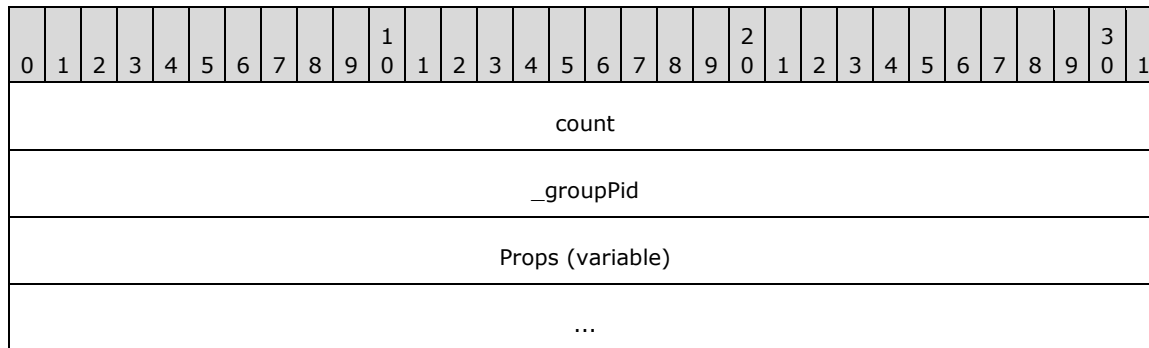 1 2 3
0 1 2 3 4 5 6 7 8 9 0 1 2 3 4 5 6 7 8 9 0 1 2 3 4 5 6 7 8 9 0 1
count
_groupPid
Props (variable)
...